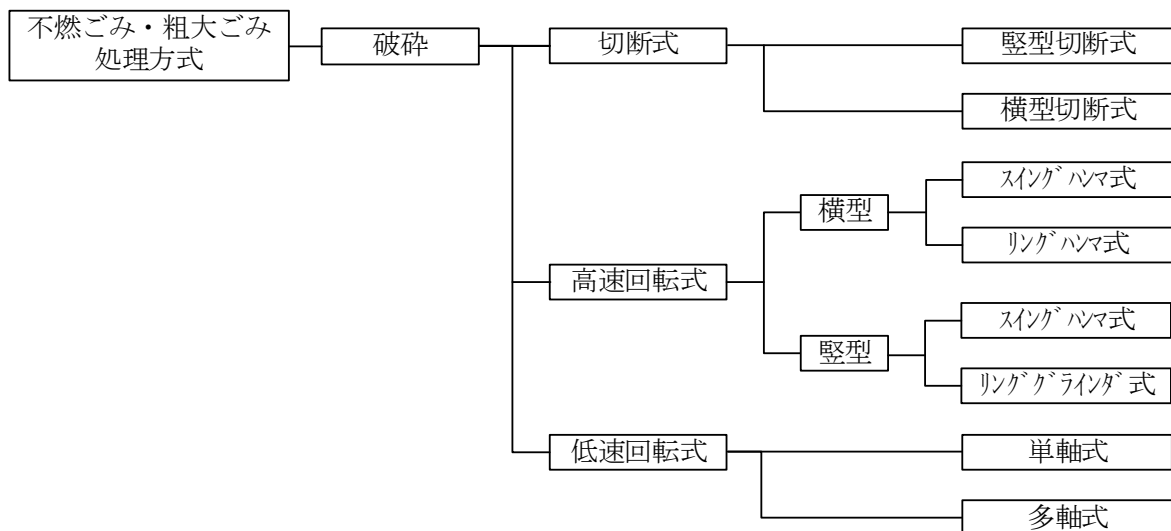 不燃ごみ・粗大ごみ
処理方式
破砕
切断式
竪型切断式
横型切断式
高速回転式
横型
スイングハンマ式
リングハンマ式
竪型
スイングハンマ式
リンググラインダ式
低速回転式
単軸式
多軸式